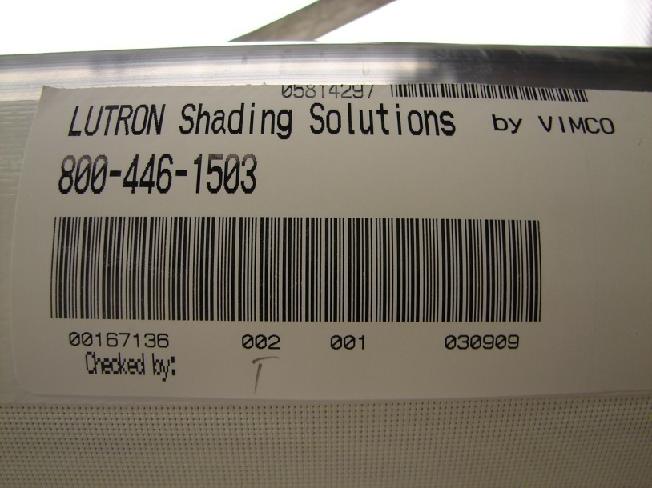 05814297
LUTRON Shading Solutions by VIMCO
800-446-1503
00167136 002 001 030909
Checked by: T